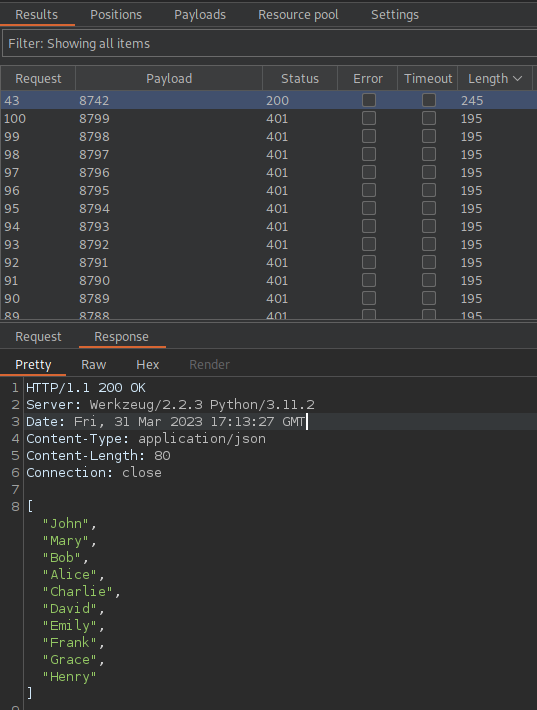 Results Positions Payloads Resource pool Settings
Filter: Showing all items
Request Payload Status Error Timeout Length
43 8742 200 245
100 8799 401 195
99 8798 401 195
98 8797 401 195
97 8796 401 195
96 8795 401 195
95 8794 401 195
94 8793 401 195
93 8792 401 195
92 8791 401 195
91 8790 401 195
90 8789 401 195
89 8788 401 195
Request Response
Pretty Raw Hex Render
1 HTTP/1.1 200 OK
2 Server: Werkzeug/2.2.3 Python/3.11.2
3 Date: Fri, 31 Mar 2023 17:13:27 GMT
4 Content-Type: application/json
5 Content-Length: 80
6 Connection: close
7
8 [
"John",
"Mary",
"Bob",
"Alice",
"Charlie",
"David",
"Emily",
"Frank",
"Grace",
"Henry"
]